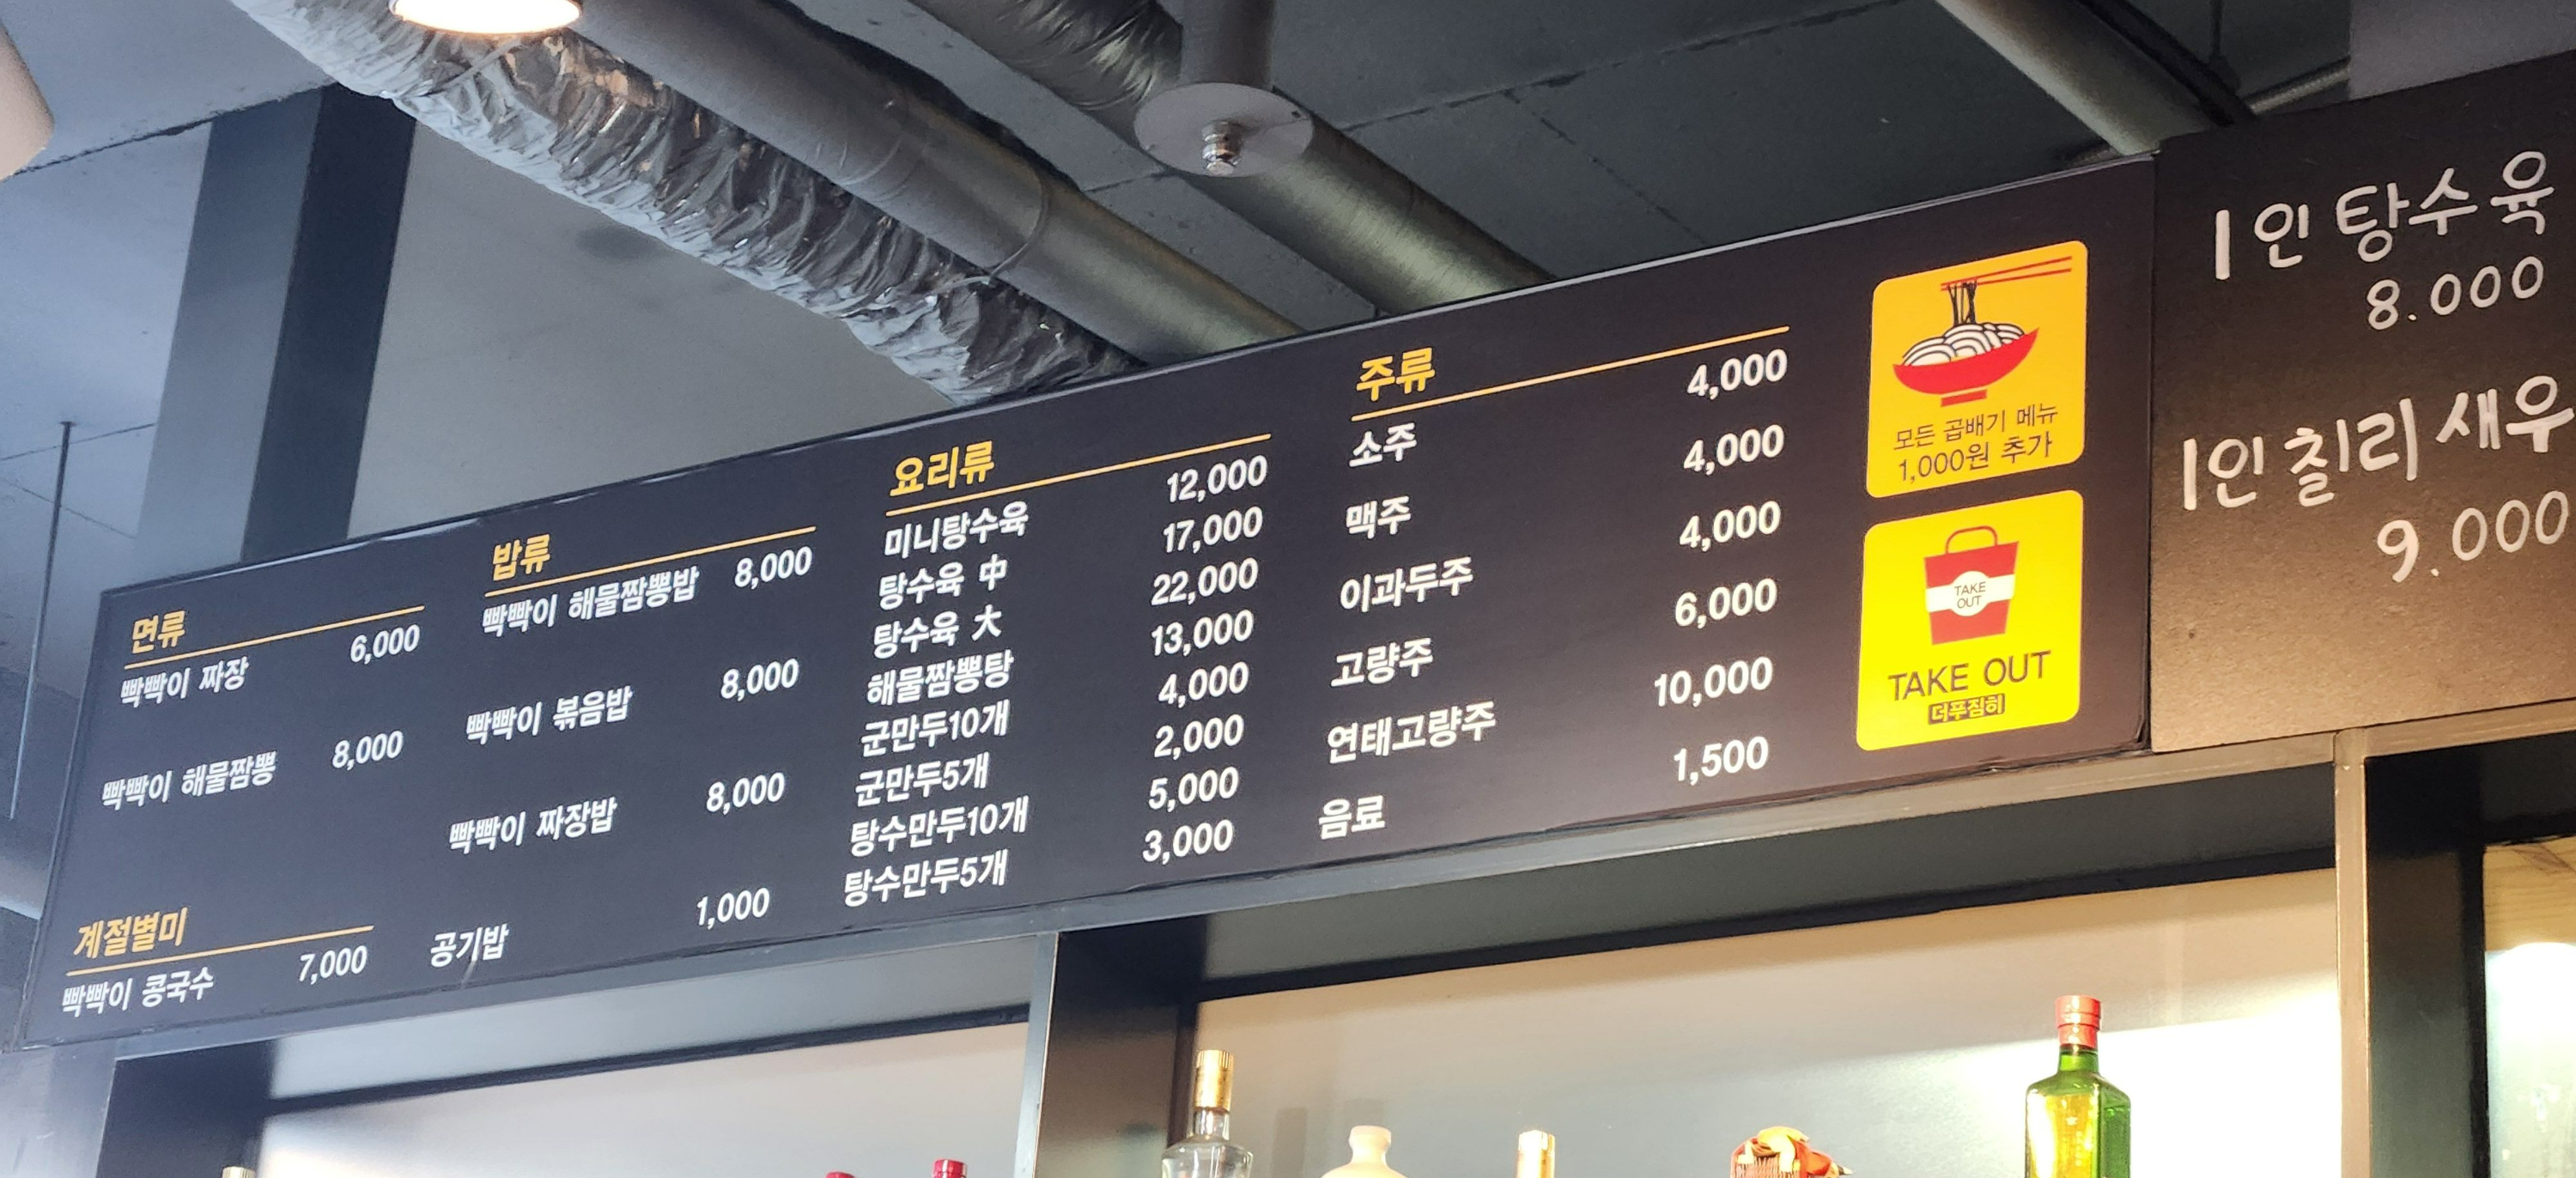 면류
빡빡이 짜장 6,000
빡빡이 해물짬뽕 8,000
계절별미
빡빡이 콩국수 7,000
밥류
빡빡이 해물짬뽕밥 8,000
빡빡이 볶음밥 8,000
빡빡이 짜장밥 8,000
공기밥 1,000
요리류
미니탕수육 12,000
탕수육 中 17,000
탕수육 大 22,000
해물짬뽕탕 13,000
군만두10개 4,000
군만두5개 2,000
탕수만두10개 5,000
탕수만두5개 3,000
주류
소주 4,000
맥주 4,000
이과두주 4,000
고량주 6,000
연태고량주 10,000
음료 1,500
모든 곱배기 메뉴
1,000원 추가
TAKE
OUT
TAKE OUT
더푸짐히
1인 탕수육
8.000
1인 칠리새우
9.000